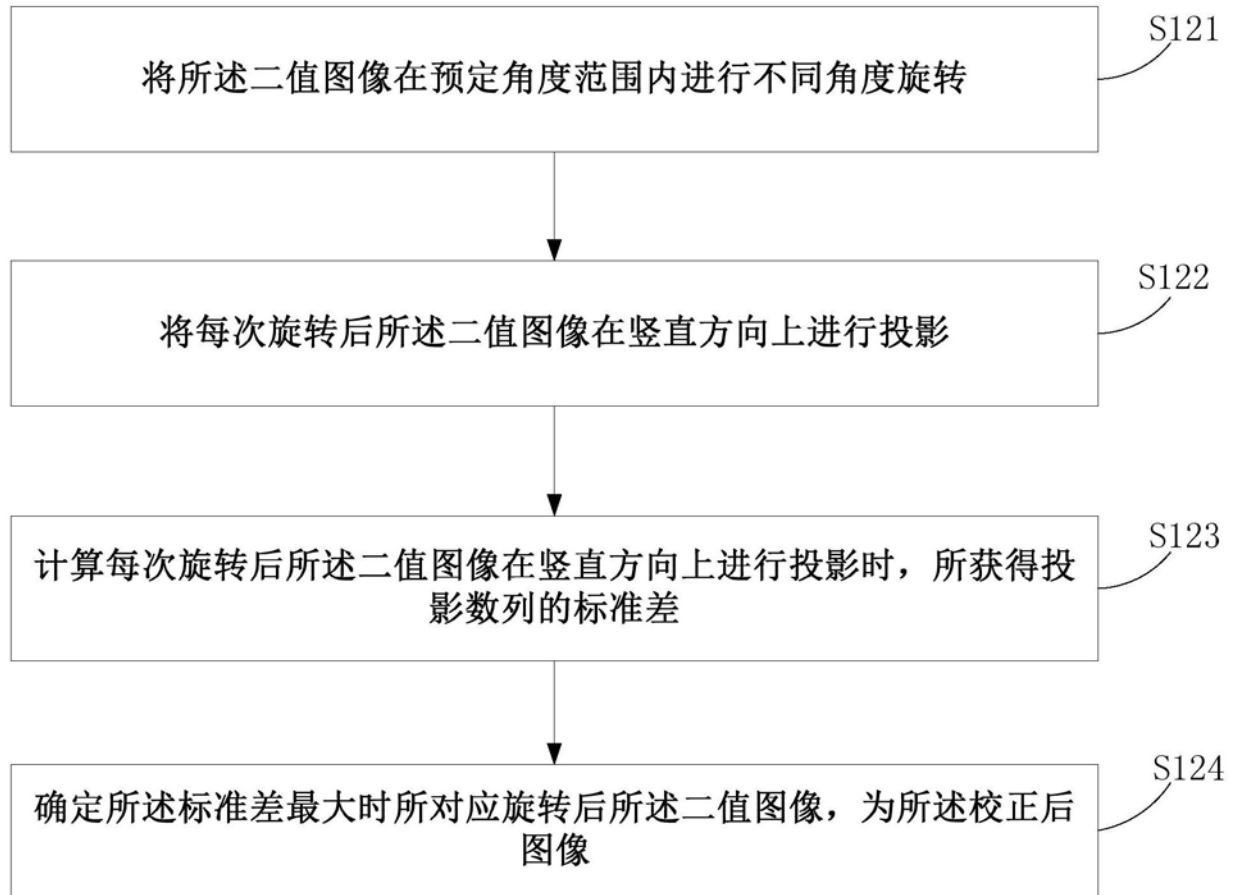 S121
将所述二值图像在预定角度范围内进行不同角度旋转
S122
将每次旋转后所述二值图像在竖直方向上进行投影
S123
计算每次旋转后所述二值图像在竖直方向上进行投影时，所获得投
影数列的标准差
S124
确定所述标准差最大时所对应旋转后所述二值图像，为所述校正后
图像